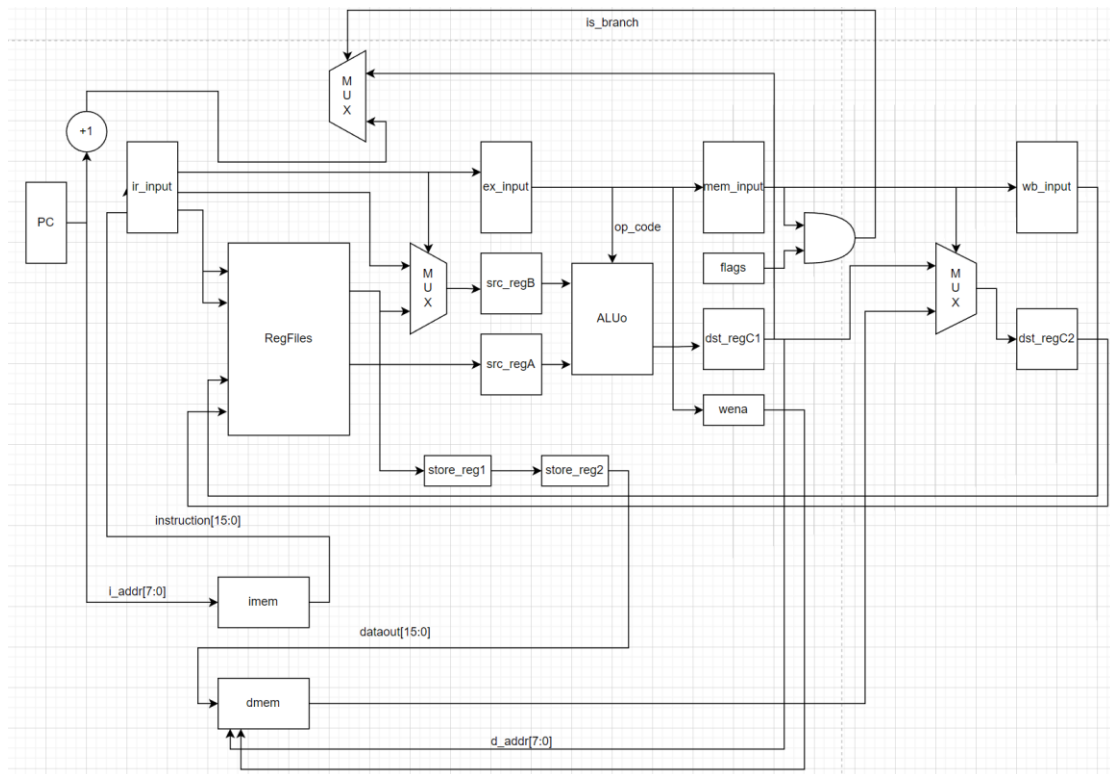 is_branch
M
U
X
+1
ir_input
ex_input
mem_input
wb_input
PC
op_code
flags
M
U
X
M
U
X
src_regB
ALUo
RegFiles
dst_regC1
dst_regC2
src_regA
wena
store_reg1
store_reg2
instruction[15:0]
i_addr[7:0]
imem
dataout[15:0]
dmem
d_addr[7:0]